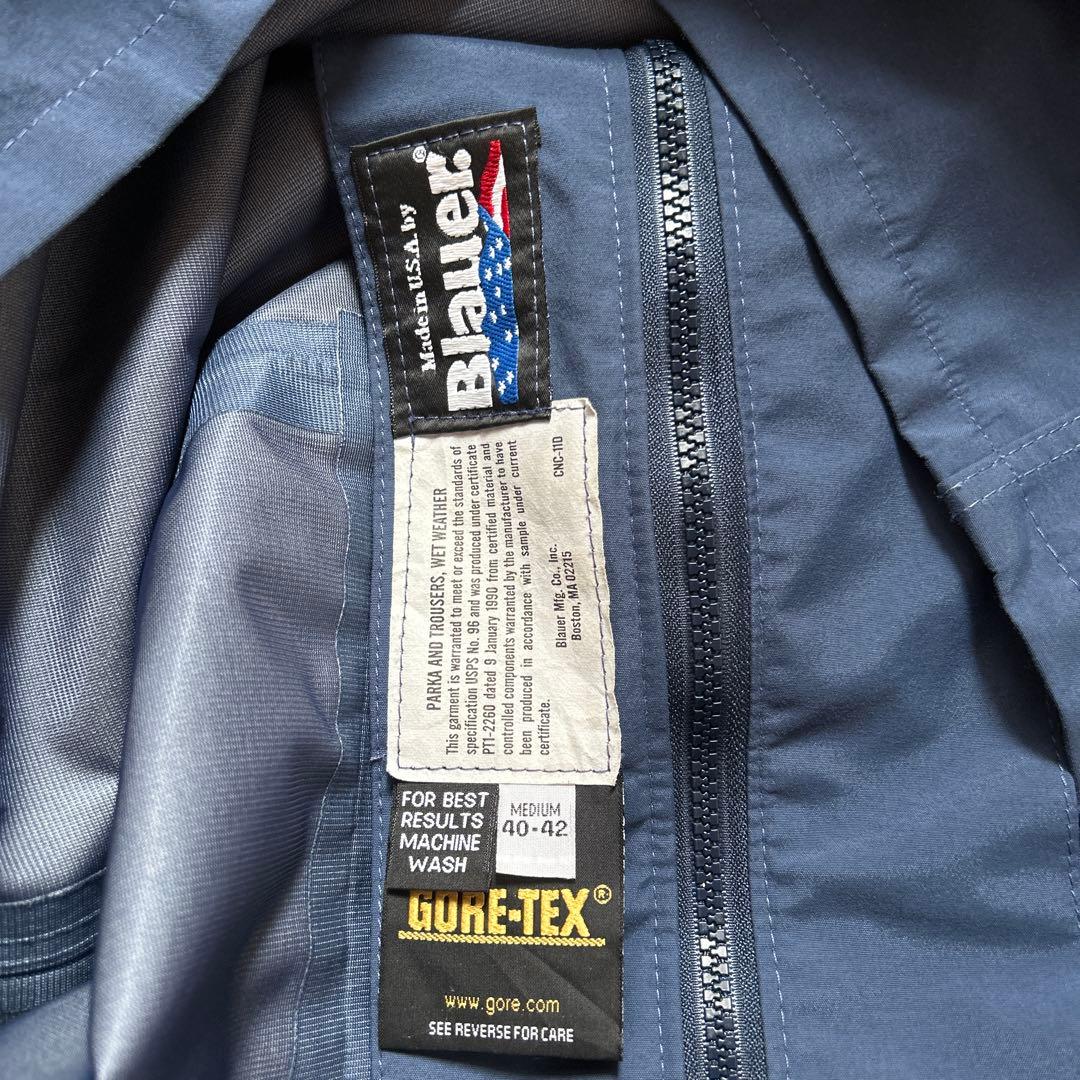 Made in U.S.A. by
Blauer®
PARKA AND TROUSERS, WET WEATHER
This garment is warranted to meet or exceed the standards of
specification USPS No. 96 and was produced under certificate
PT1-2260 dated 9 January 1990 from certified material and
controlled components warranted by the manufacturer to have
been produced in accordance with sample under current
certificate.
CNC-11D
Blauer Mfg. Co., Inc.
Boston, MA 02215
FOR BEST
RESULTS
MACHINE
WASH
MEDIUM
40-42
GORE-TEX®
www.gore.com
SEE REVERSE FOR CARE